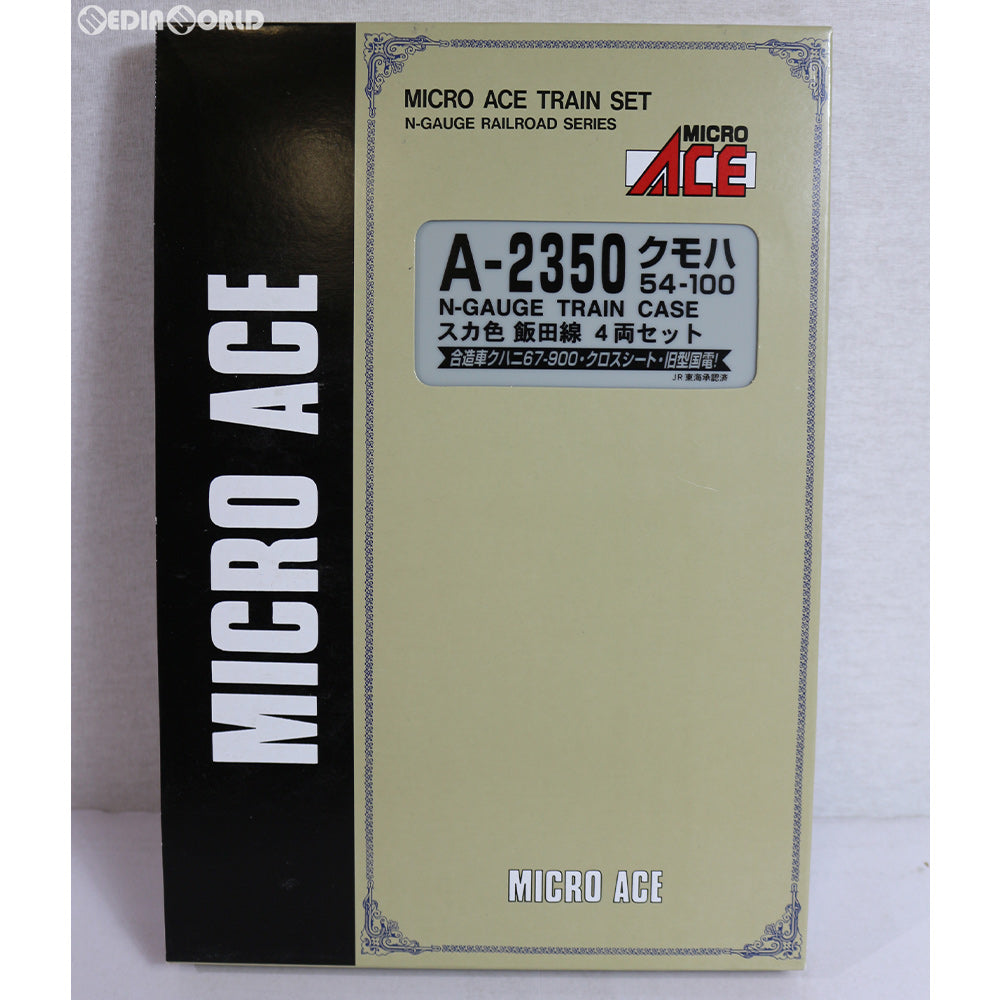 MEDIAWORLD
MICRO ACE
MICRO ACE TRAIN SET
N-GAUGE RAILROAD SERIES
MICRO
ACE
A-2350 クモハ
54-100
N-GAUGE TRAIN CASE
スカ色 飯田線 4両セット
合造車クハニ67-900・クロスシート・旧型国電!
JR東海承認済
MICRO ACE